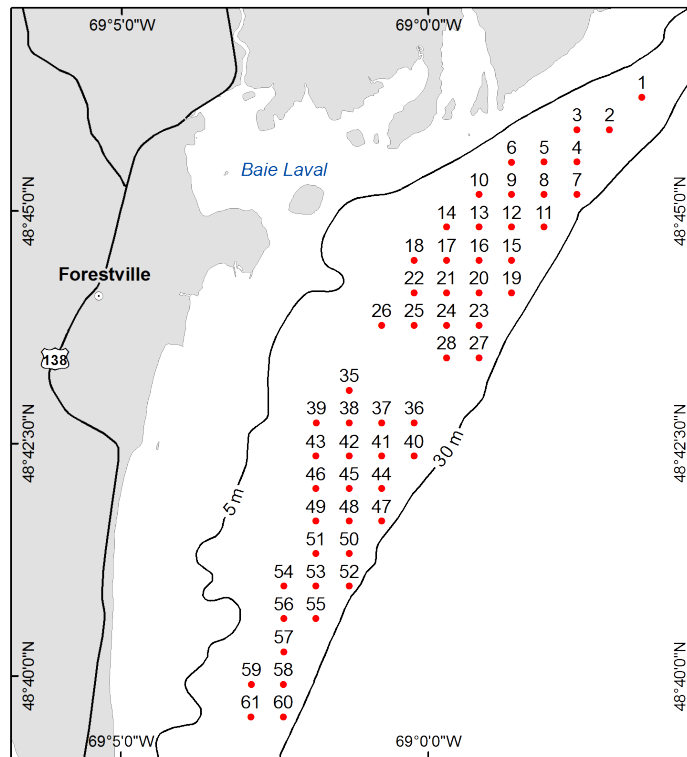 69°5'0"W 69°0'0"W
1
3 2
6 5 4
Baie Laval
10 9 8 7
48°45'0"N 48°45'0"N
14 13 12 11
18 17 16 15
Forestville
22 21 20 19
26 25 24 23
138
28 27
35
39 38 37 36
48°42'30"N 48°42'30"N
43 42 41 40
30 m
46 45 44
5 m
49 48 47
51 50
54 53 52
56 55
57
48°40'0"N 48°40'0"N
59 58
61 60
69°5'0"W 69°0'0"W